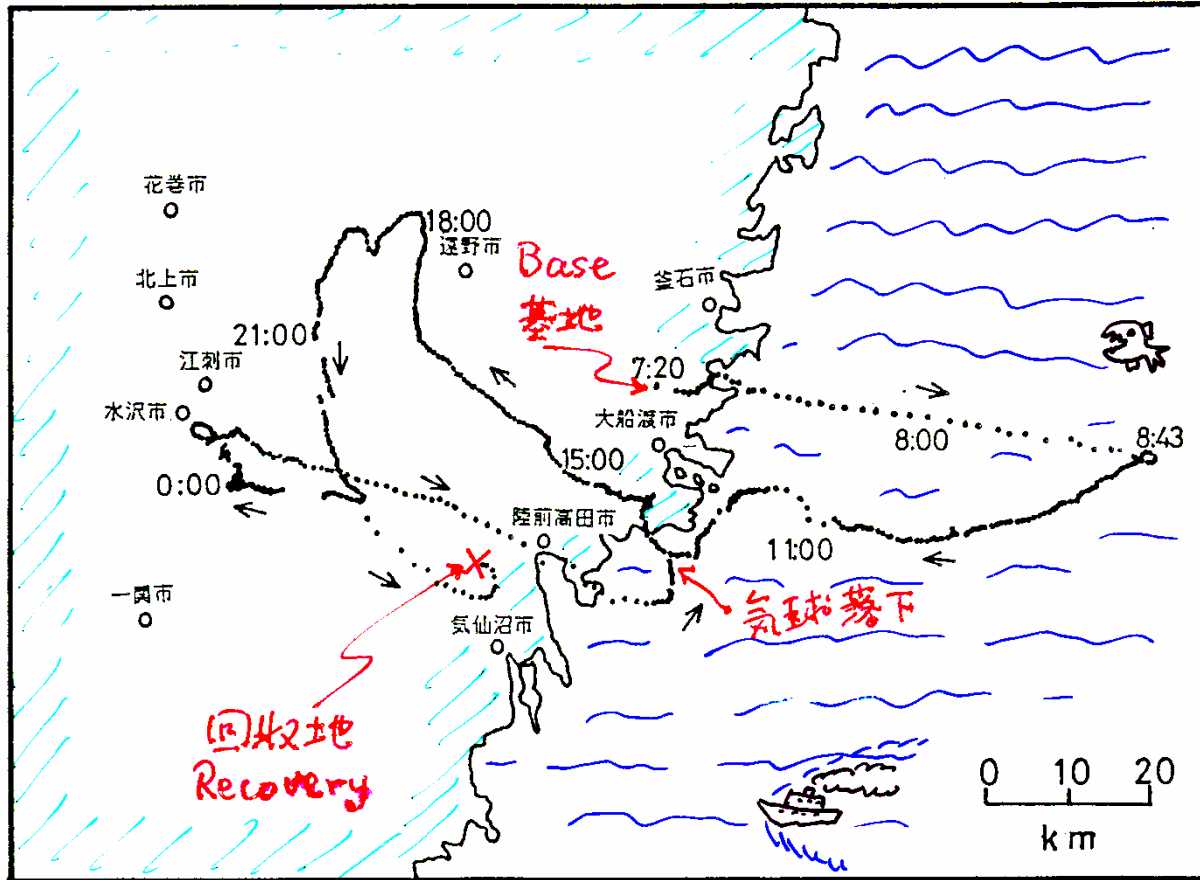 花巻市
18:00
遠野市
Base
基地
北上市
釜石市
21:00
7:20
江刺市
水沢市
大船渡市
8:00
8:43
15:00
0:00
陸前高田市
11:00
一関市
気仙沼市
気球落下
回収地
Recovery
0 10 20
km